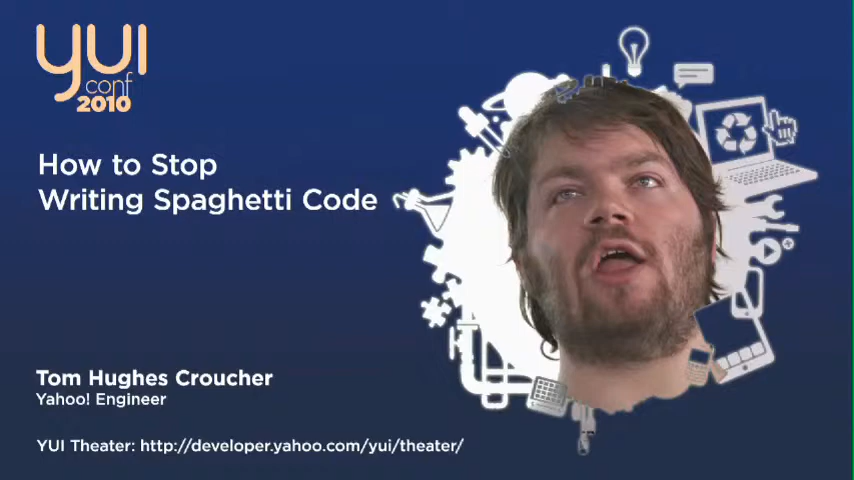 YUI
conf
2010
How to Stop
Writing Spaghetti Code
Tom Hughes Croucher
Yahoo! Engineer
YUI Theater: http://developer.yahoo.com/yui/theater/